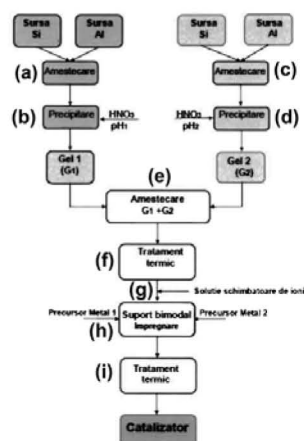 Sursa
Si
Sursa
Al
Sursa
Si
Sursa
Al
(a)
Amestecare
Amestecare
(c)
(b)
Precipitare
HNO₃
pH₁
HNO₃
pH₂
Precipitare
(d)
Gel 1
(G1)
Gel 2
(G2)
(e)
Amestecare
G1 +G2
(f)
Tratament
termic
(g)
Solutie schimbatoare de ioni
Precursor Metal 1
Suport bimodal
Impregnare
Precursor Metal 2
(h)
(i)
Tratament
termic
Catalizator